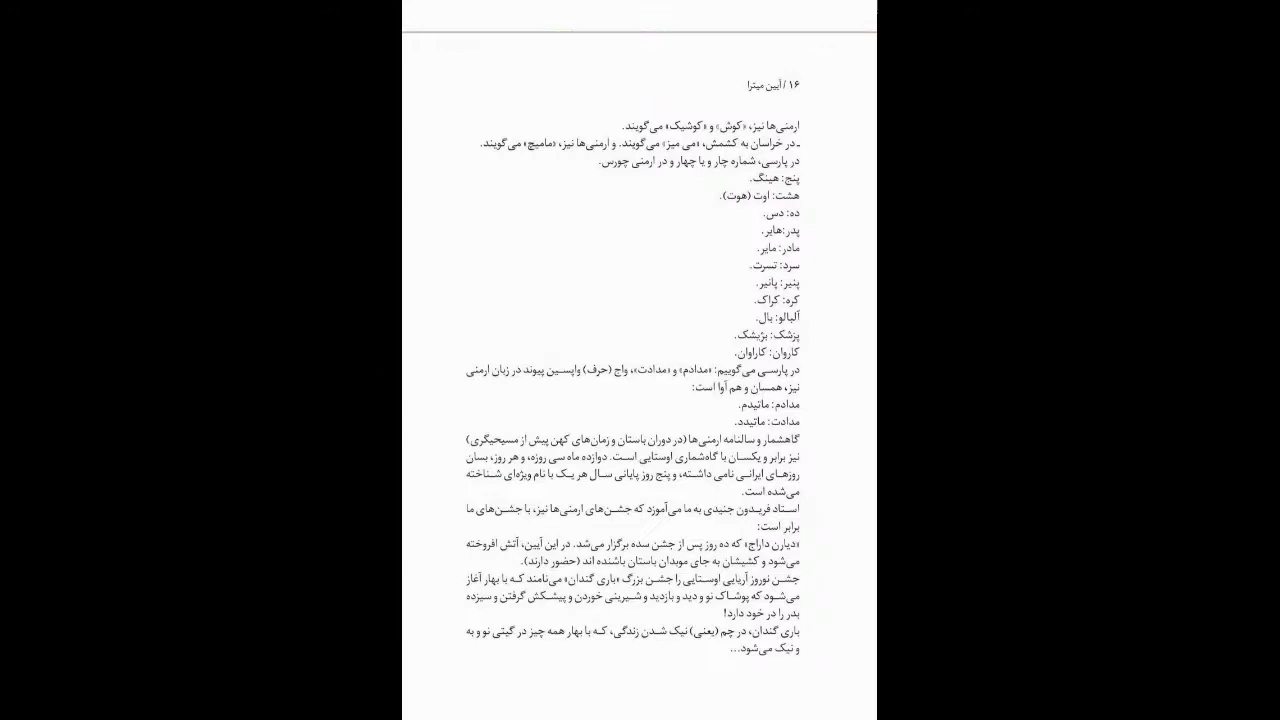 ۱۶ / آیین میترا
ارمنی‌ها نیز، «کوش» و «کوشیک» می‌گویند.
ـ در خراسان به کشمش، «می میز» می‌گویند. و ارمنی‌ها نیز، «مامیچ» می‌گویند.
در پارسی، شماره چار و یا چهار و در ارمنی چورس.
پنج: هینگ.
هشت: اوت (هوت).
ده: دس.
پدر:هایر.
مادر: مایر.
سرد: تسرت.
پنیر: پانیر.
کره: کراک.
آلبالو: بال.
پزشک: بژیشک.
کاروان: کاراوان.
در پارسی می‌گوییم: «مدادم» و «مدادت»، واج (حرف) واپسین پیوند در زبان ارمنی
نیز، همسان و هم آوا است:
مدادم: ماتیدم.
مدادت: ماتیدد.
گاهشمار و سالنامه ارمنی‌ها (در دوران باستان و زمان‌های کهن پیش از مسیحیگری)
نیز برابر و یکسان با گاه‌شماری اوستایی است. دوازده ماه سی روزه، و هر روز، بسان
روزهای ایرانی نامی داشته، و پنج روز پایانی سال هر یک با نام ویژه‌ای شناخته
می‌شده است.
استاد فریدون جنیدی به ما می‌آموزد که جشن‌های ارمنی‌ها نیز، با جشن‌های ما
برابر است:
«دیارن داراج» که ده روز پس از جشن سده برگزار می‌شد. در این آیین، آتش افروخته
می‌شود و کشیشان به جای موبدان باستان باشنده اند (حضور دارند).
جشن نوروز آریایی اوستایی را جشن بزرگ «باری گندان» می‌نامند که با بهار آغاز
می‌شود که پوشاک نو و دید و بازدید و شیرینی خوردن و پیشکش گرفتن و سیزده
بدر را در خود دارد!
باری گندان، در چم (یعنی) نیک شدن زندگی، که با بهار همه چیز در گیتی نو و به
و نیک می‌شود...